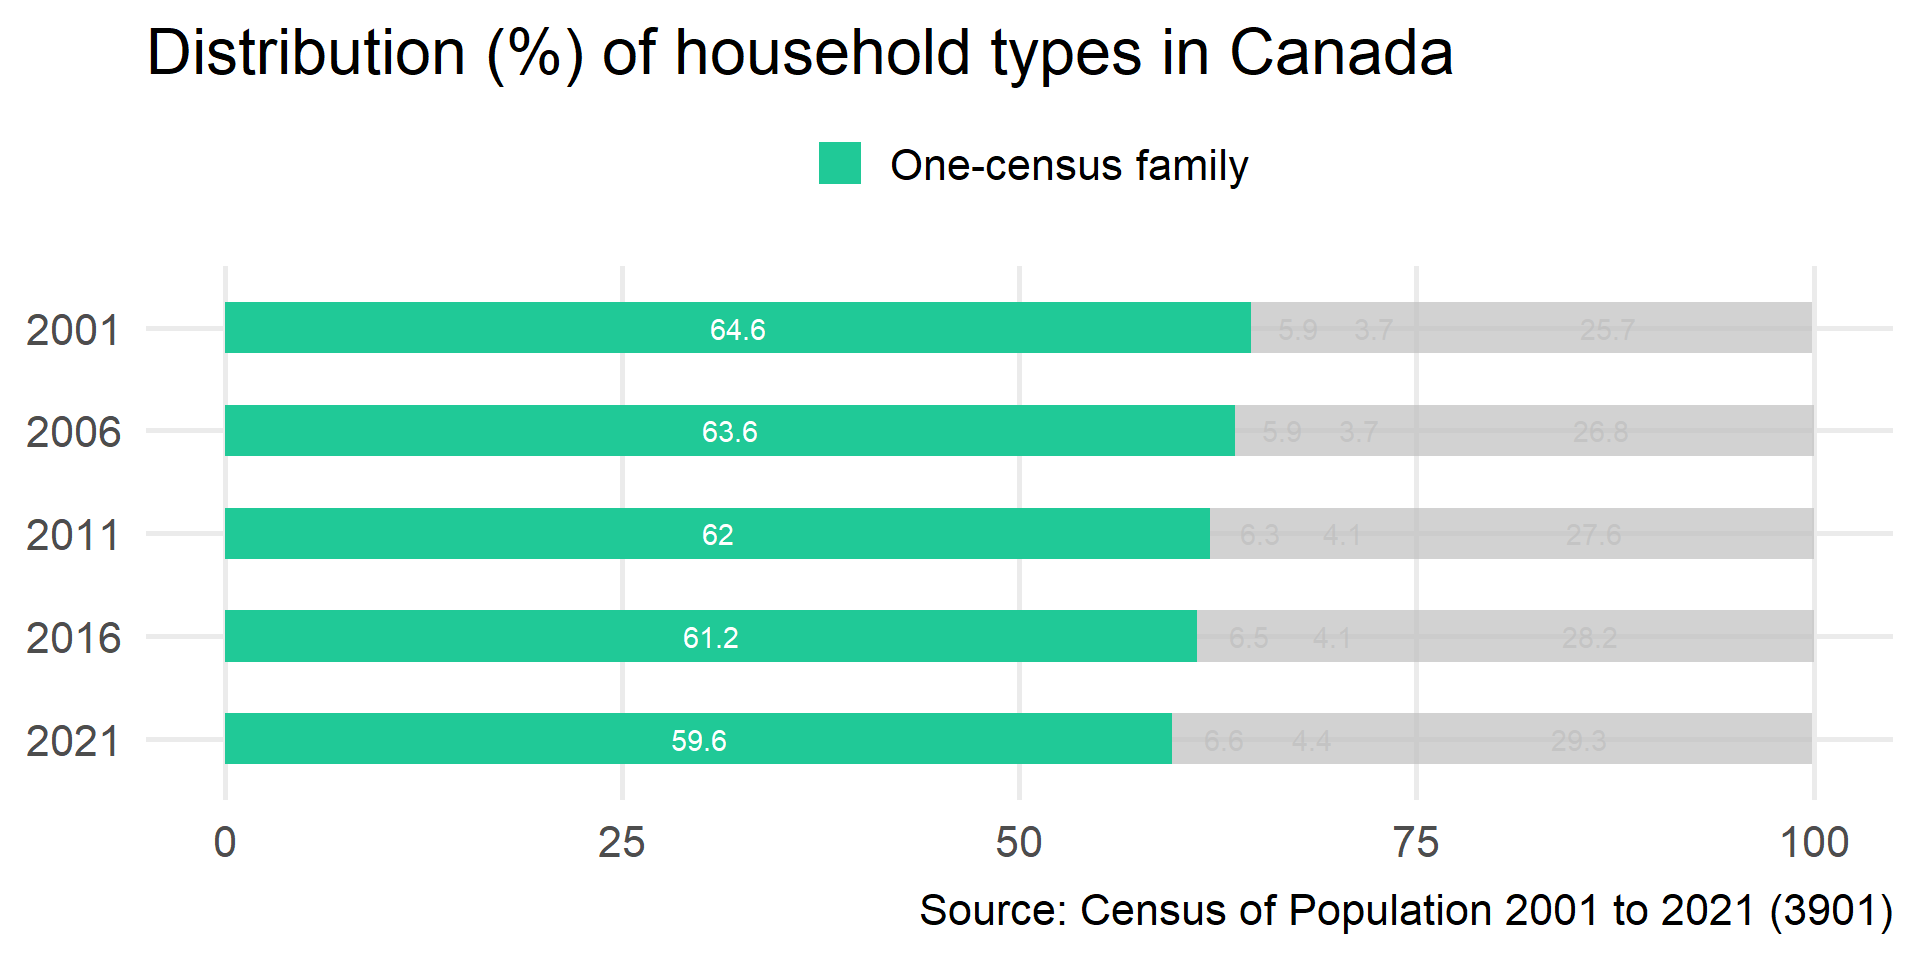 Distribution (%) of household types in Canada
One-census family
2001 64.6 5.9 3.7 25.7
2006 63.6 5.9 3.7 26.8
2011 62 6.3 4.1 27.6
2016 61.2 6.5 4.1 28.2
2021 59.6 6.6 4.4 29.3
0 25 50 75 100
Source: Census of Population 2001 to 2021 (3901)